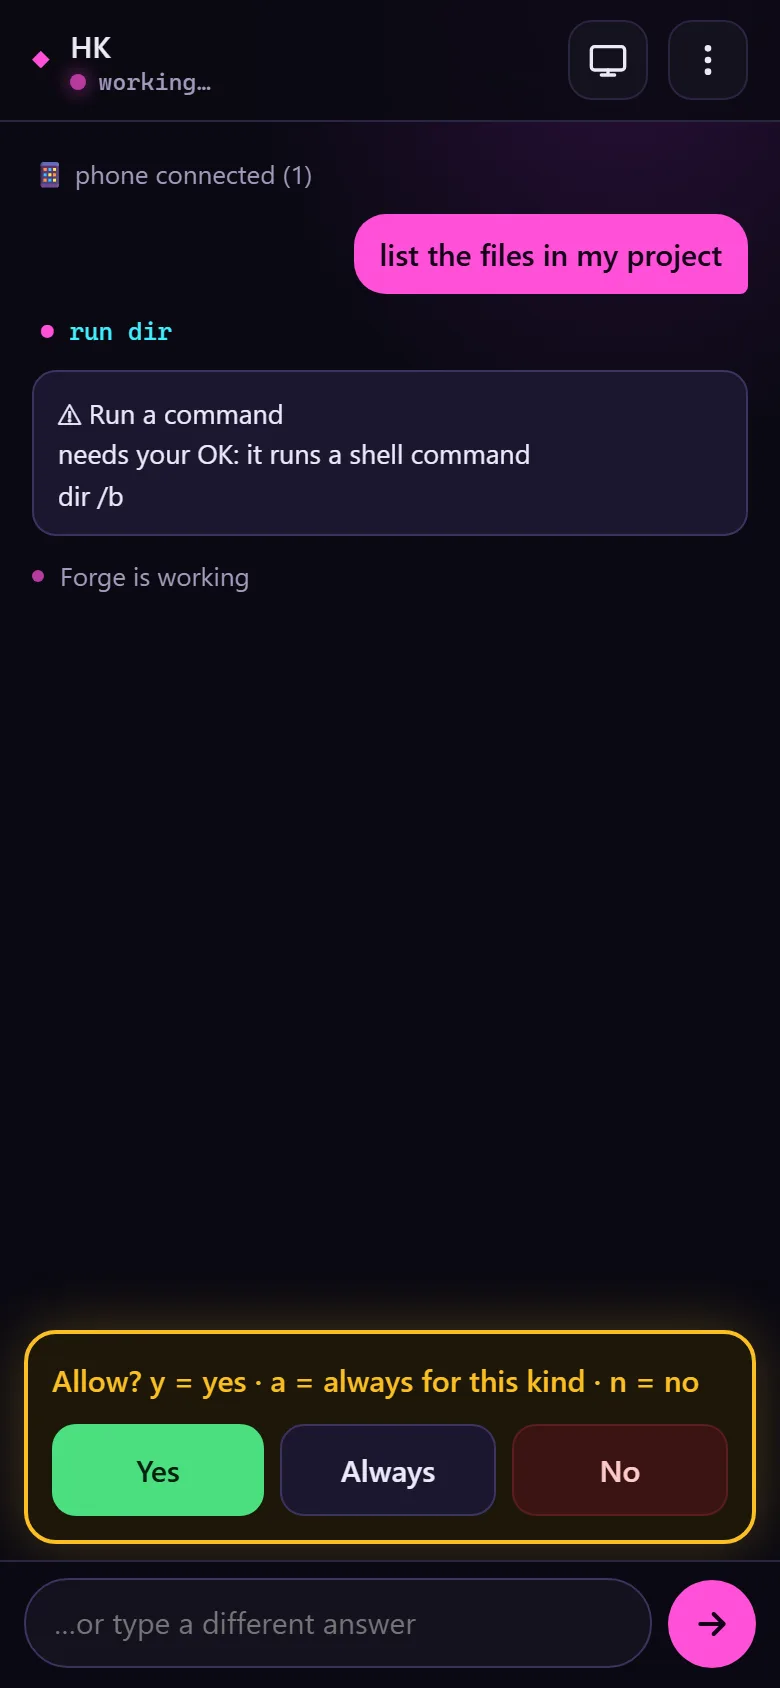 HK
working…
phone connected (1)
list the files in my project
run dir
⚠ Run a command
needs your OK: it runs a shell command
dir /b
Forge is working
Allow? y = yes · a = always for this kind · n = no
Yes
Always
No
...or type a different answer